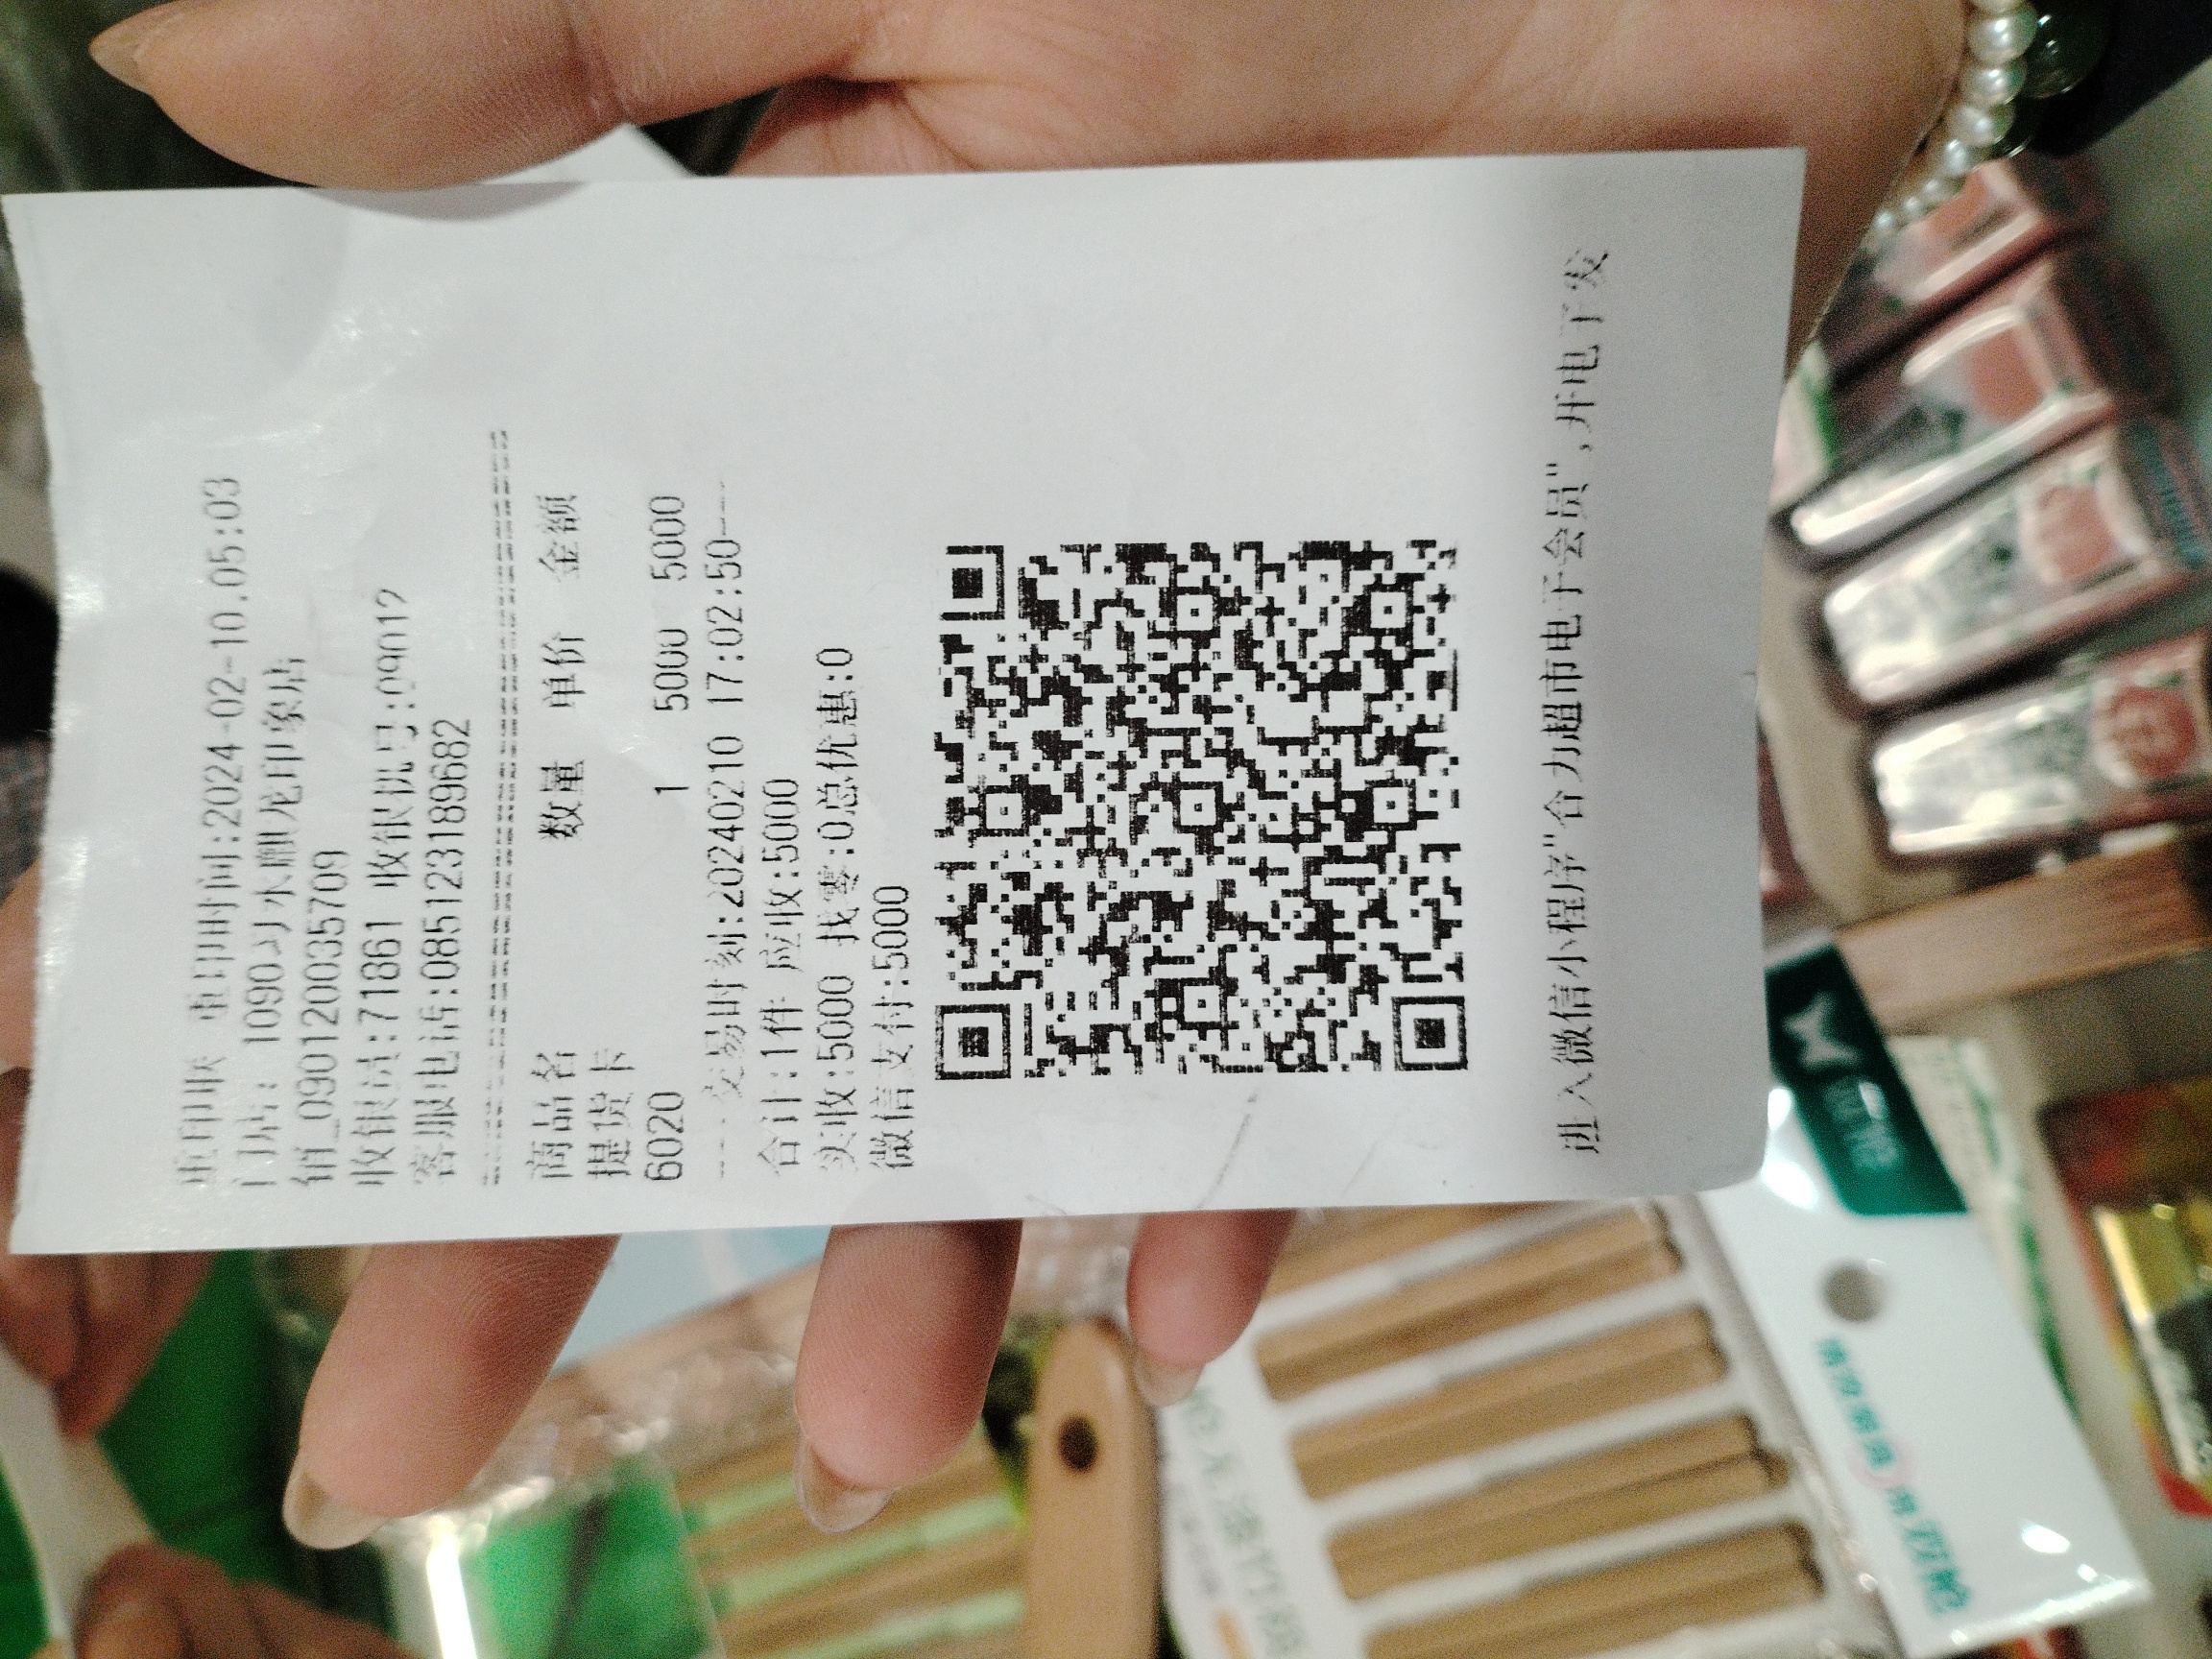 重印联 重印时间:2024-02-10.05:03
门店: 1090习水麒龙印象店
销_0901200357​09
收银员:71861 收银机号:09012
客服电话:085123189682
商品名 数量 单价 金额
提货卡
6020 1 5000 5000
交易时刻:20240210 17:02:50
合计:1件 应收:5000
实收:5000 找零:0总优惠:0
微信支付:5000
进入微信小程序"合力超市电子会员",开电子发